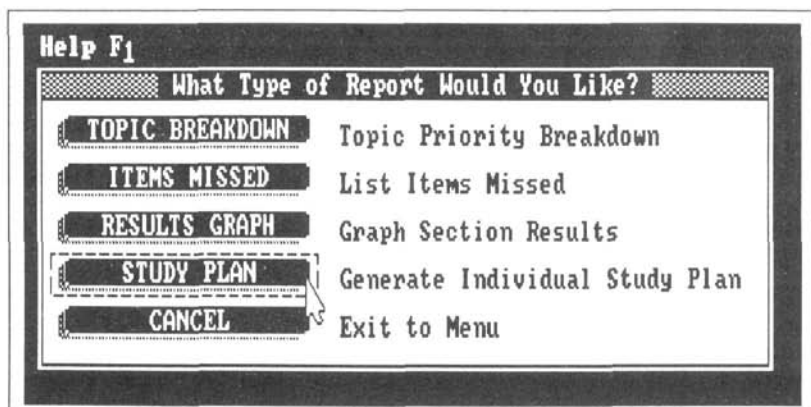 Help F1
What Type of Report Would You Like?
TOPIC BREAKDOWN Topic Priority Breakdown
ITEMS MISSED List Items Missed
RESULTS GRAPH Graph Section Results
STUDY PLAN Generate Individual Study Plan
CANCEL Exit to Menu